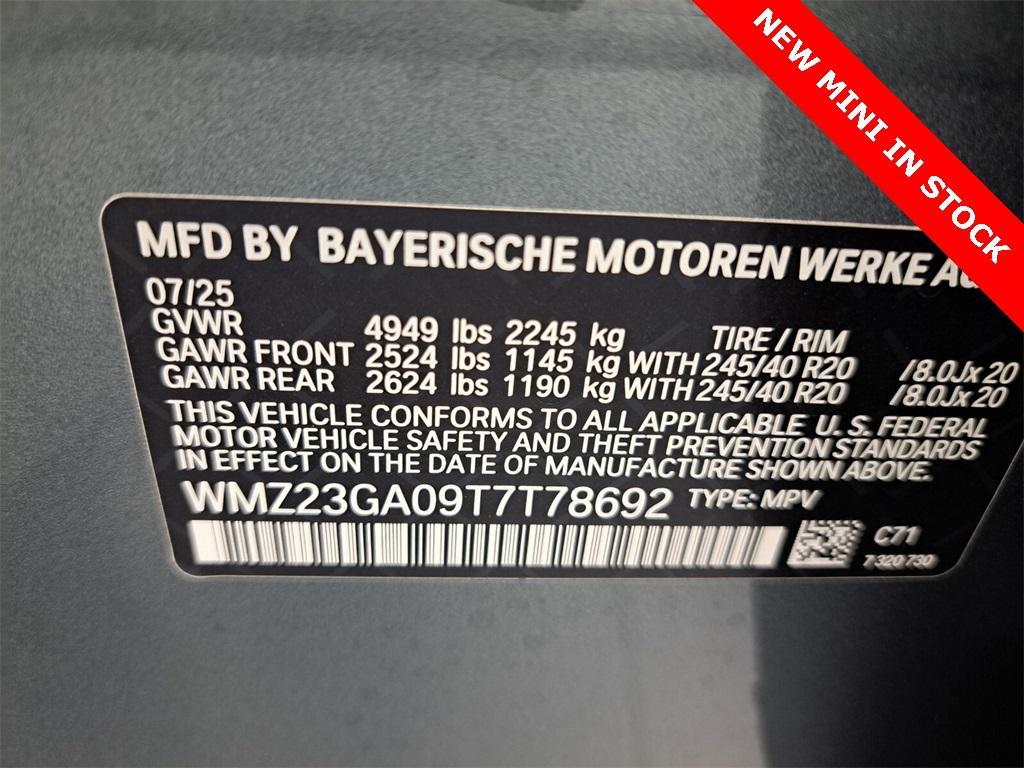 NEW MINI IN STOCK
MFD BY BAYERISCHE MOTOREN WERKE AG
07/25
GVWR 4949 lbs 2245 kg TIRE / RIM
GAWR FRONT 2524 lbs 1145 kg WITH 245/40 R20 /8.0Jx20
GAWR REAR 2624 lbs 1190 kg WITH 245/40 R20 /8.0Jx20
THIS VEHICLE CONFORMS TO ALL APPLICABLE U. S. FEDERAL
MOTOR VEHICLE SAFETY AND THEFT PREVENTION STANDARDS
IN EFFECT ON THE DATE OF MANUFACTURE SHOWN ABOVE.
WMZ23GA09T7T78692 TYPE: MPV
C71
7 320 730